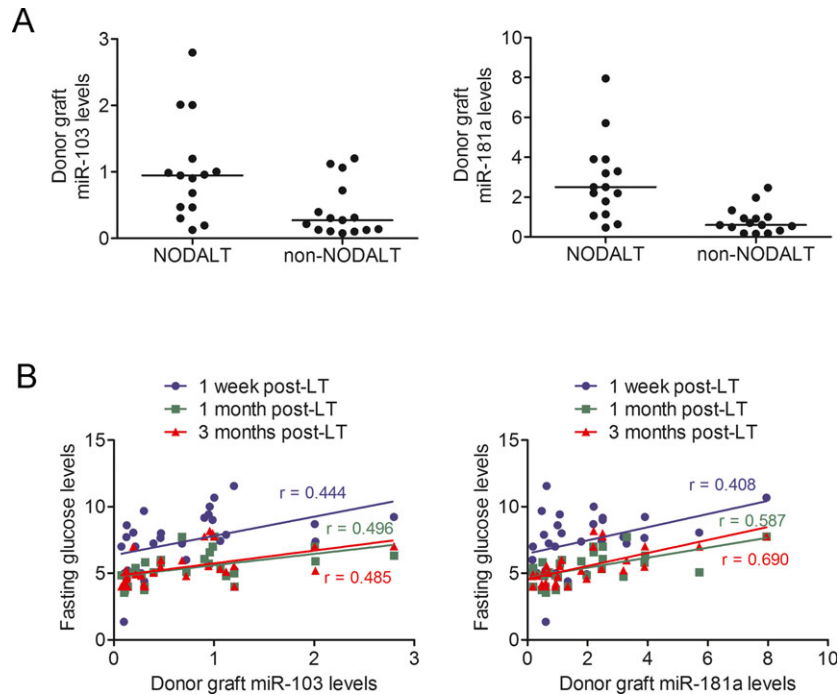 A
Donor graft
miR-103 levels
3
2
1
0
NODALT
non-NODALT
Donor graft
miR-181a levels
10
8
6
4
2
0
NODALT
non-NODALT
B
1 week post-LT
1 month post-LT
3 months post-LT
Fasting glucose levels
15
10
5
0
r = 0.444
r = 0.496
r = 0.485
0
1
2
3
Donor graft miR-103 levels
1 week post-LT
1 month post-LT
3 months post-LT
Fasting glucose levels
15
10
5
0
r = 0.408
r = 0.587
r = 0.690
0
2
4
6
8
10
Donor graft miR-181a levels